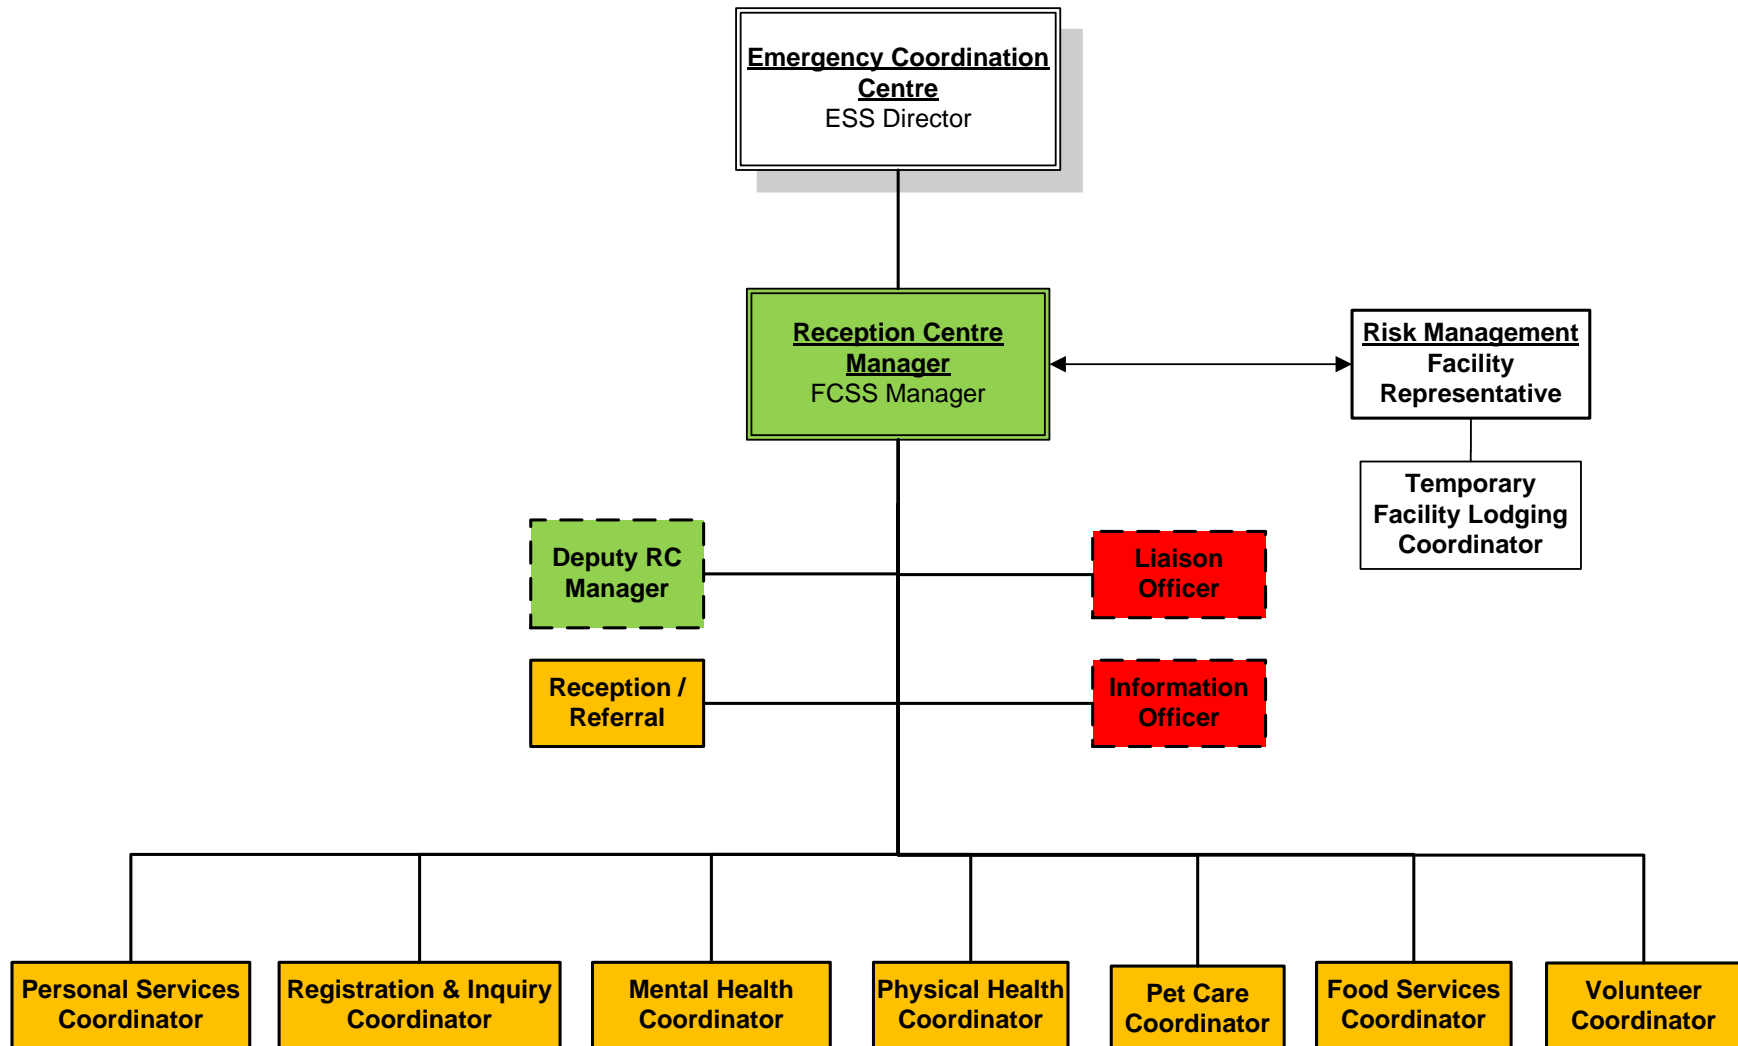 Emergency Coordination
Centre
ESS Director
Reception Centre
Manager
FCSS Manager
Risk Management
Facility
Representative
Temporary
Facility Lodging
Coordinator
Deputy RC
Manager
Liaison
Officer
Reception /
Referral
Information
Officer
Personal Services
Coordinator
Registration & Inquiry
Coordinator
Mental Health
Coordinator
Physical Health
Coordinator
Pet Care
Coordinator
Food Services
Coordinator
Volunteer
Coordinator